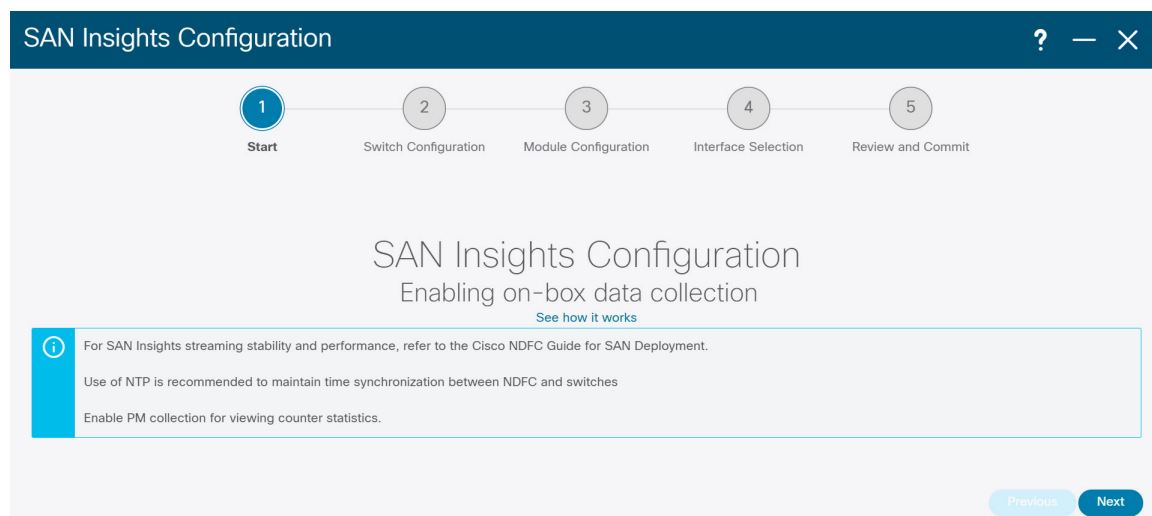 SAN Insights Configuration
?
1 2 3 4 5
Start Switch Configuration Module Configuration Interface Selection Review and Commit
SAN Insights Configuration
Enabling on-box data collection
See how it works
For SAN Insights streaming stability and performance, refer to the Cisco NDFC Guide for SAN Deployment.
Use of NTP is recommended to maintain time synchronization between NDFC and switches
Enable PM collection for viewing counter statistics.
Previous Next